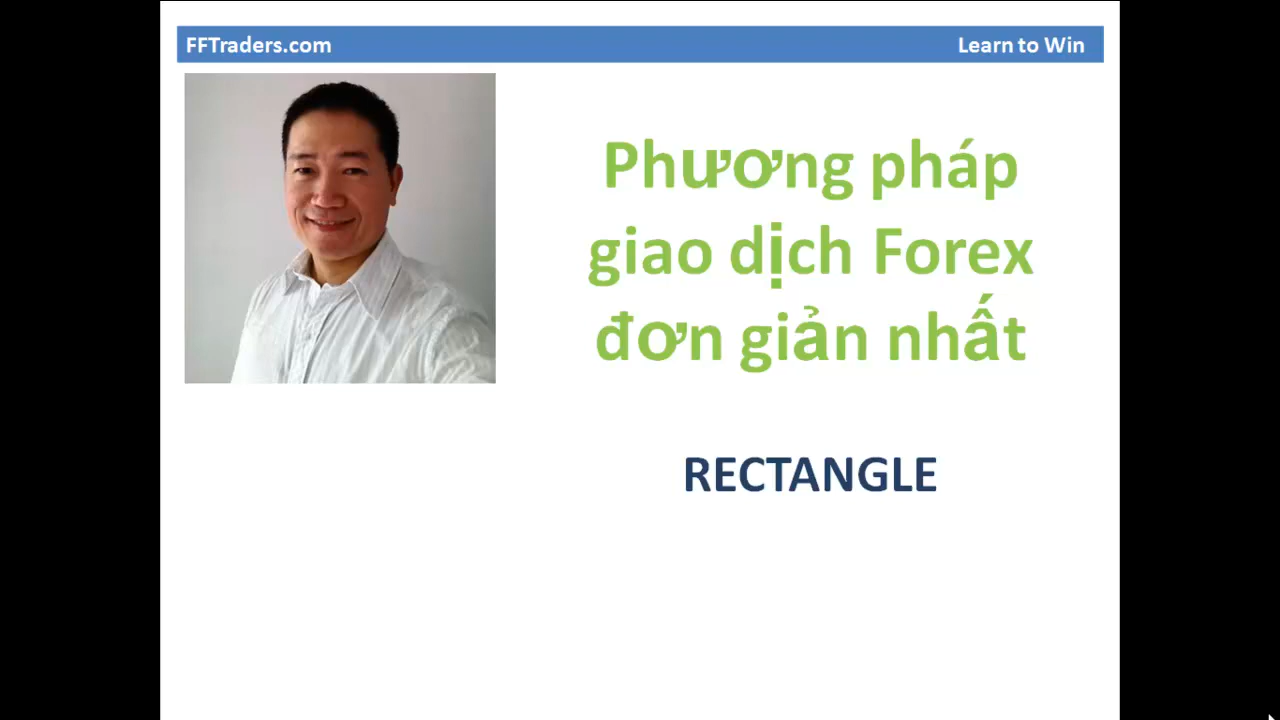 FFTraders.com Learn to Win
Phương pháp
giao dịch Forex
đơn giản nhất
RECTANGLE